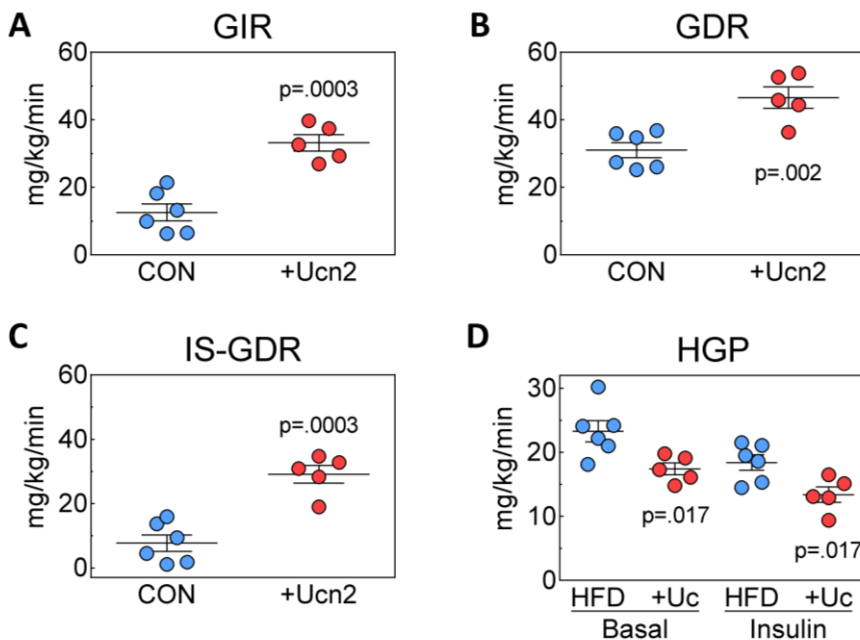 A
GIR
mg/kg/min
60
40
20
0
p=.0003
CON
+Ucn2
B
GDR
mg/kg/min
60
40
20
0
p=.002
CON
+Ucn2
C
IS-GDR
mg/kg/min
60
40
20
0
p=.0003
CON
+Ucn2
D
HGP
mg/kg/min
30
20
10
0
p=.017
p=.017
HFD +Uc HFD +Uc
Basal Insulin